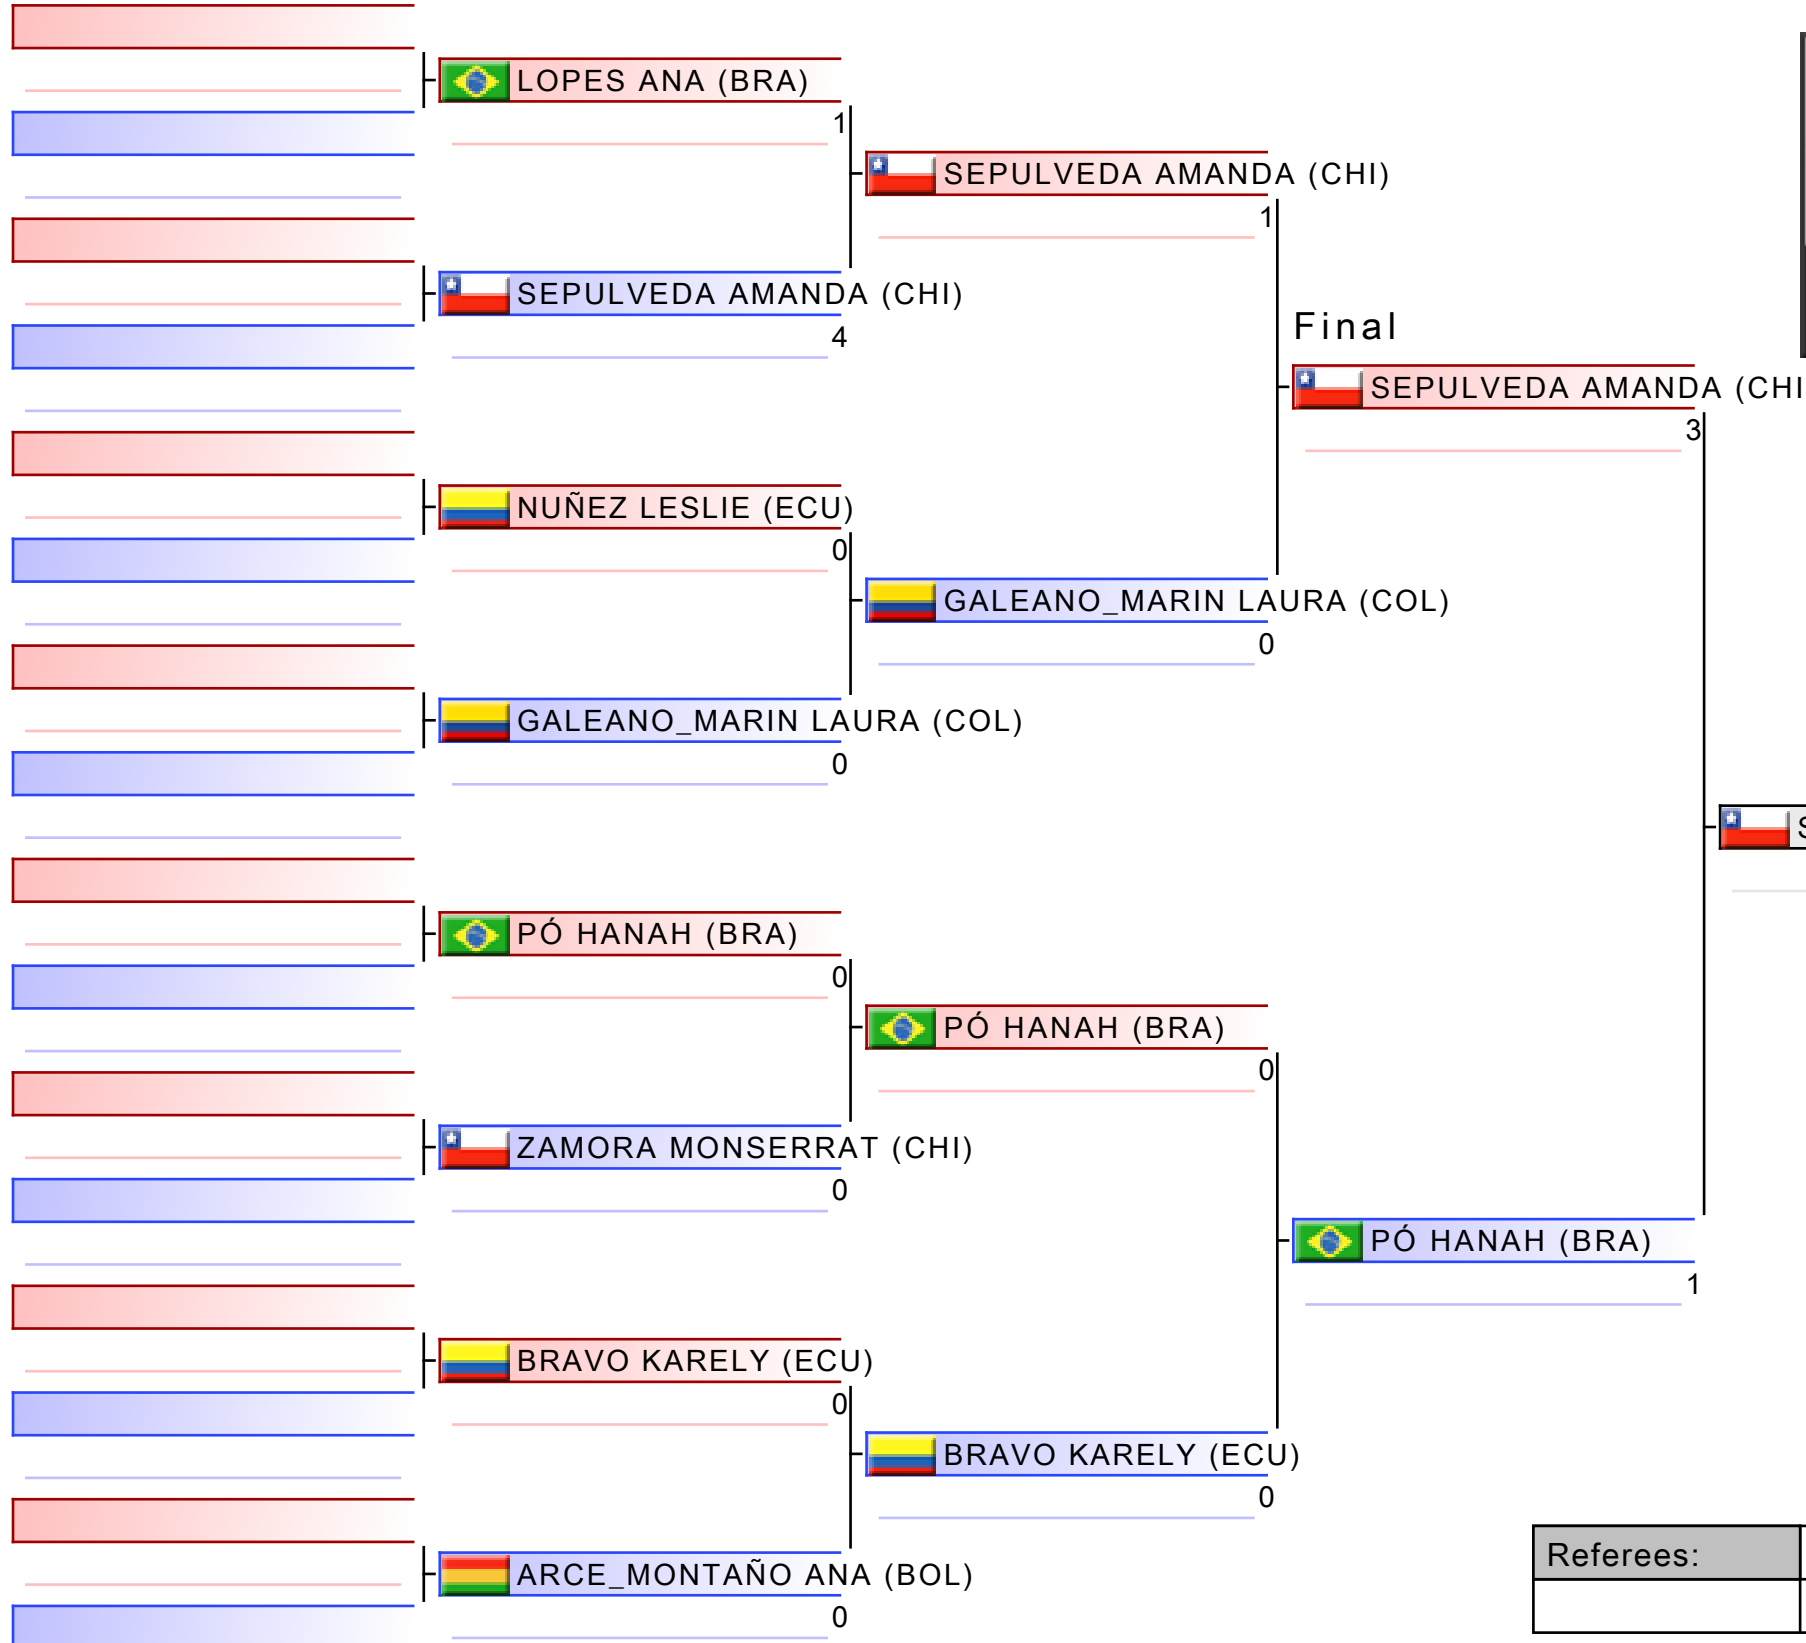 LOPES ANA (BRA)
1
SEPULVEDA AMANDA (CHI)
1
SEPULVEDA AMANDA (CHI)
4
Final
SEPULVEDA AMANDA (CHI
3
NUÑEZ LESLIE (ECU)
0
GALEANO_MARIN LAURA (COL)
0
GALEANO_MARIN LAURA (COL)
0
S
PÓ HANAH (BRA)
0
PÓ HANAH (BRA)
0
ZAMORA MONSERRAT (CHI)
0
PÓ HANAH (BRA)
1
BRAVO KARELY (ECU)
0
BRAVO KARELY (ECU)
0
ARCE_MONTAÑO ANA (BOL)
0
Referees: